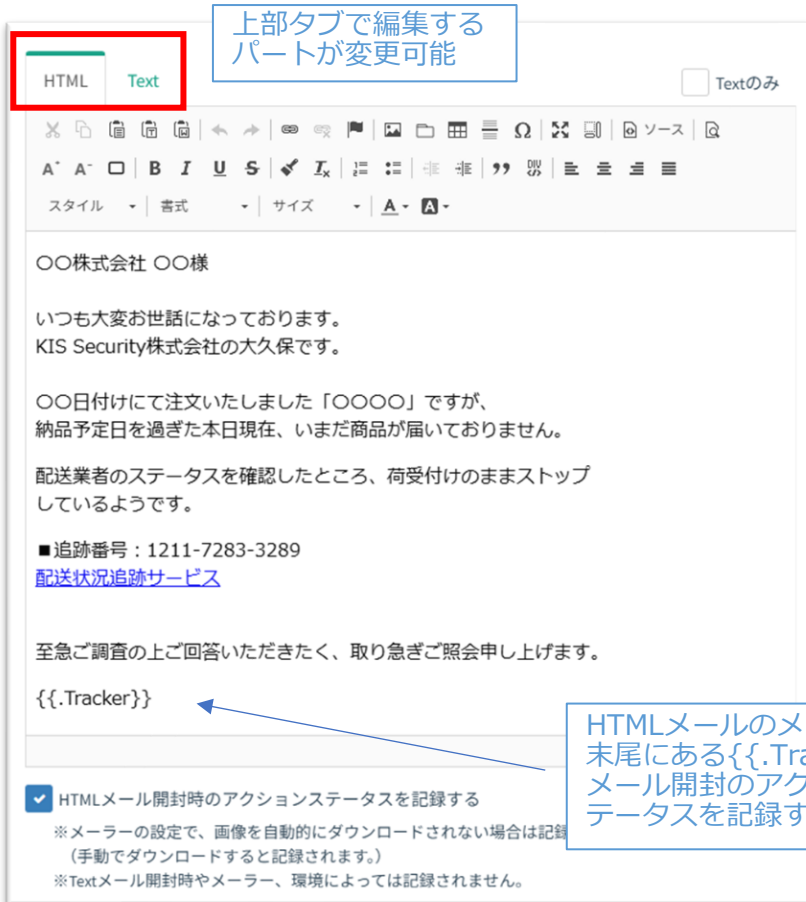 上部タブで編集する
パートが変更可能
HTML Text
Textのみ
ソース
A+ A- B I U S Ix Ω DIV
スタイル 書式 サイズ A A
〇〇株式会社 〇〇様
いつも大変お世話になっております。
KIS Security株式会社の大久保です。
〇〇日付けにて注文いたしました「〇〇〇〇」ですが、
納品予定日を過ぎた本日現在、いまだ商品が届いておりません。
配送業者のステータスを確認したところ、荷受付けのままストップ
しているようです。
■追跡番号：1211-7283-3289
配送状況追跡サービス
至急ご調査の上ご回答いただきたく、取り急ぎご照会申し上げます。
{{.Tracker}}
HTMLメールのメ
末尾にある{{.Tra
メール開封のアク
テータスを記録す
HTMLメール開封時のアクションステータスを記録する
※メーラーの設定で、画像を自動的にダウンロードされない場合は記録
（手動でダウンロードすると記録されます。）
※Textメール開封時やメーラー、環境によっては記録されません。